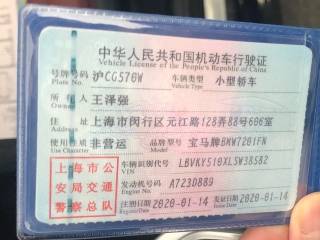 中华人民共和国机动车行驶证
Vehicle License of the People's Republic of China
号牌号码 沪CG576W 车辆类型 小型轿车
Plate No. Vehicle Type
所有人 王泽强
Owner
住址 上海市闵行区元江路128弄88号606室
Address
使用性质 非营运 品牌型号 宝马牌BMW7201FN
Use Character Model
上海市公
安局交通
警察总队
车辆识别代号 LBVKY510XLSW38582
VIN
发动机号码 A723D889
Engine No.
注册日期 2020-01-14 发证日期 2020-01-14
Register Date Issue Date